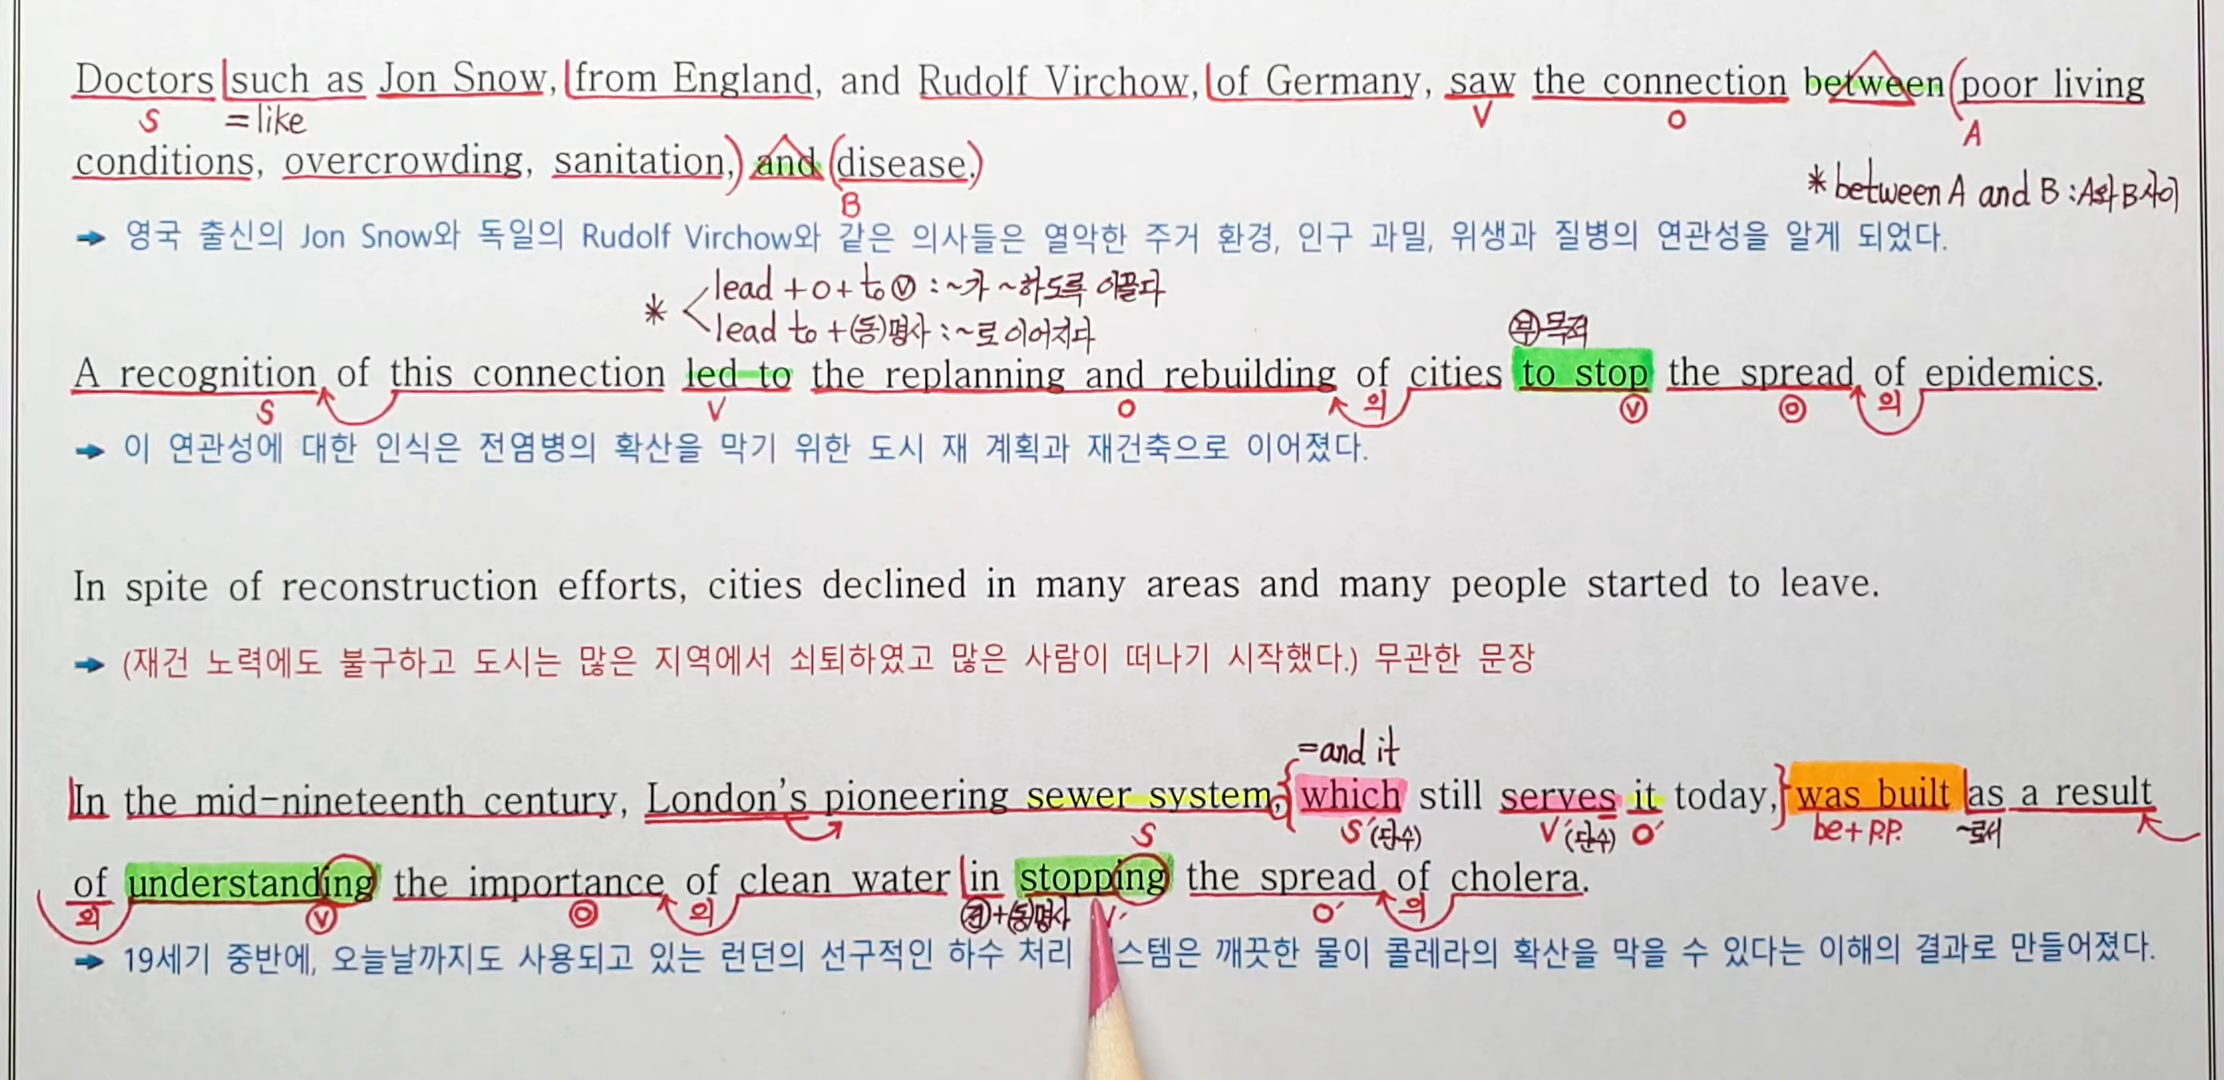 Doctors such as Jon Snow, from England, and Rudolf Virchow, of Germany, saw the connection between (poor living
S =like V O A
conditions, overcrowding, sanitation,) and (disease.)
B * between A and B : A와 B사이
➡ 영국 출신의 Jon Snow와 독일의 Rudolf Virchow와 같은 의사들은 열악한 주거 환경, 인구 과밀, 위생과 질병의 연관성을 알게 되었다.
* lead + O + to ⓥ : ~가 ~하도록 이끌다
lead to + (동)명사 : ~로 이어지다
부 목적
A recognition of this connection led to the replanning and rebuilding of cities to stop the spread of epidemics.
S V O 의 ⓥ ⓞ 의
➡ 이 연관성에 대한 인식은 전염병의 확산을 막기 위한 도시 재 계획과 재건축으로 이어졌다.
In spite of reconstruction efforts, cities declined in many areas and many people started to leave.
➡ (재건 노력에도 불구하고 도시는 많은 지역에서 쇠퇴하였고 많은 사람이 떠나기 시작했다.) 무관한 문장
=and it
In the mid-nineteenth century, London's pioneering sewer system, {which still serves it today,} was built as a result
S S′(단수) V′(단수) O′ be+P.P. ~로서
of understanding the importance of clean water in stopping the spread of cholera.
의 ⓥ ⓞ 의 전+(동)명사 V′ O′ 의
➡ 19세기 중반에, 오늘날까지도 사용되고 있는 런던의 선구적인 하수 처리 스템은 깨끗한 물이 콜레라의 확산을 막을 수 있다는 이해의 결과로 만들어졌다.